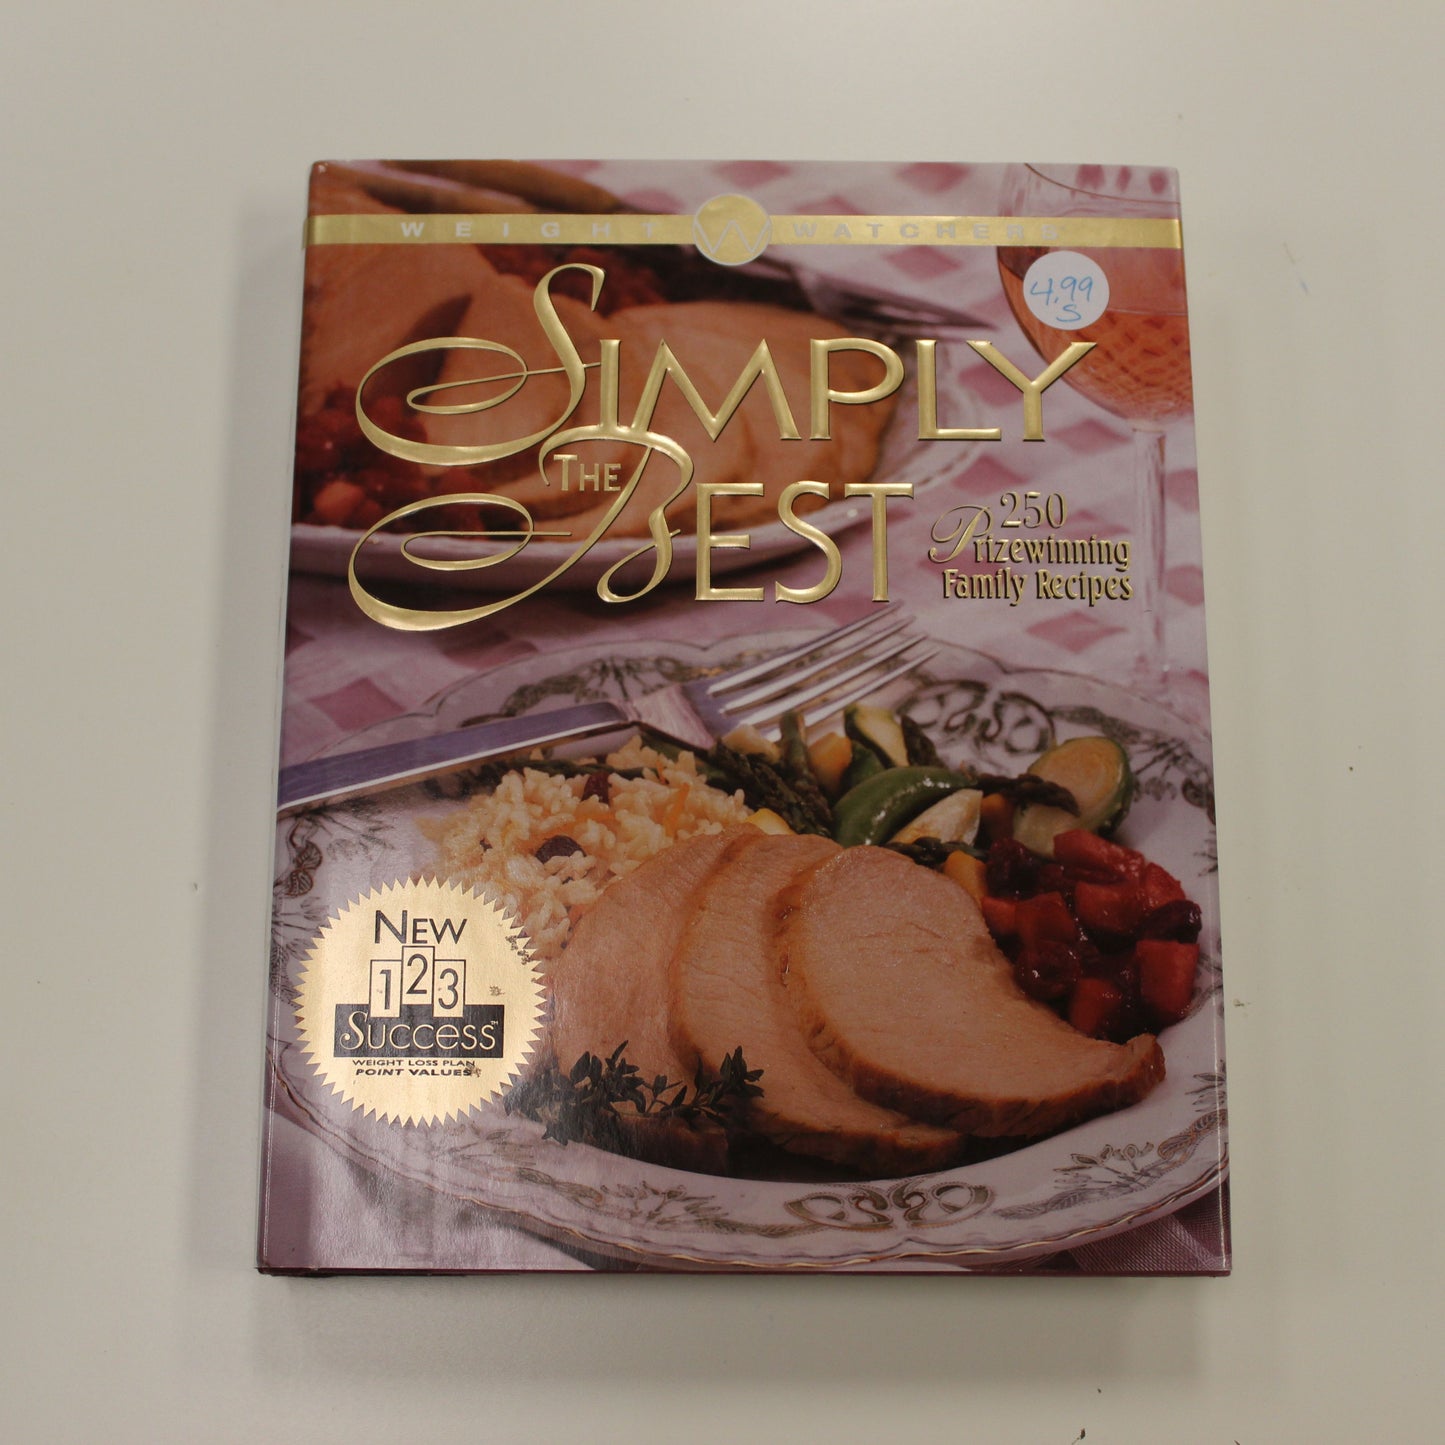 WEIGHT W WATCHERS
4.99
S
SIMPLY
THE BEST
250
Prizewinning
Family Recipes
NEW
1 2 3
SUCCESS™
WEIGHT LOSS PLAN
POINT VALUES